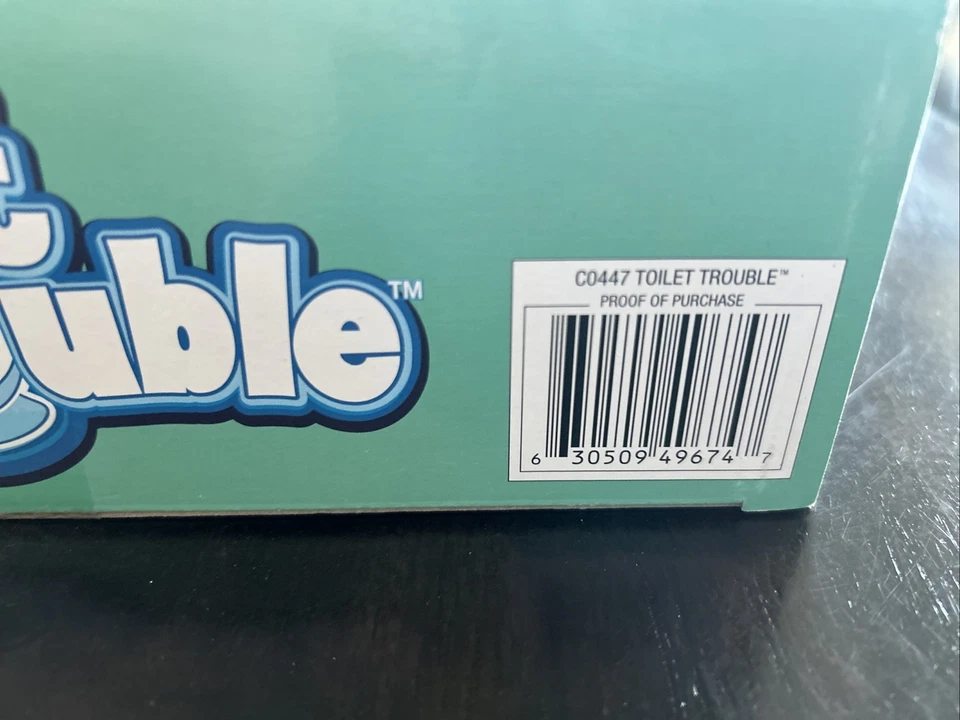 uble™
C0447 TOILET TROUBLE™
PROOF OF PURCHASE
6 30509 49674 7